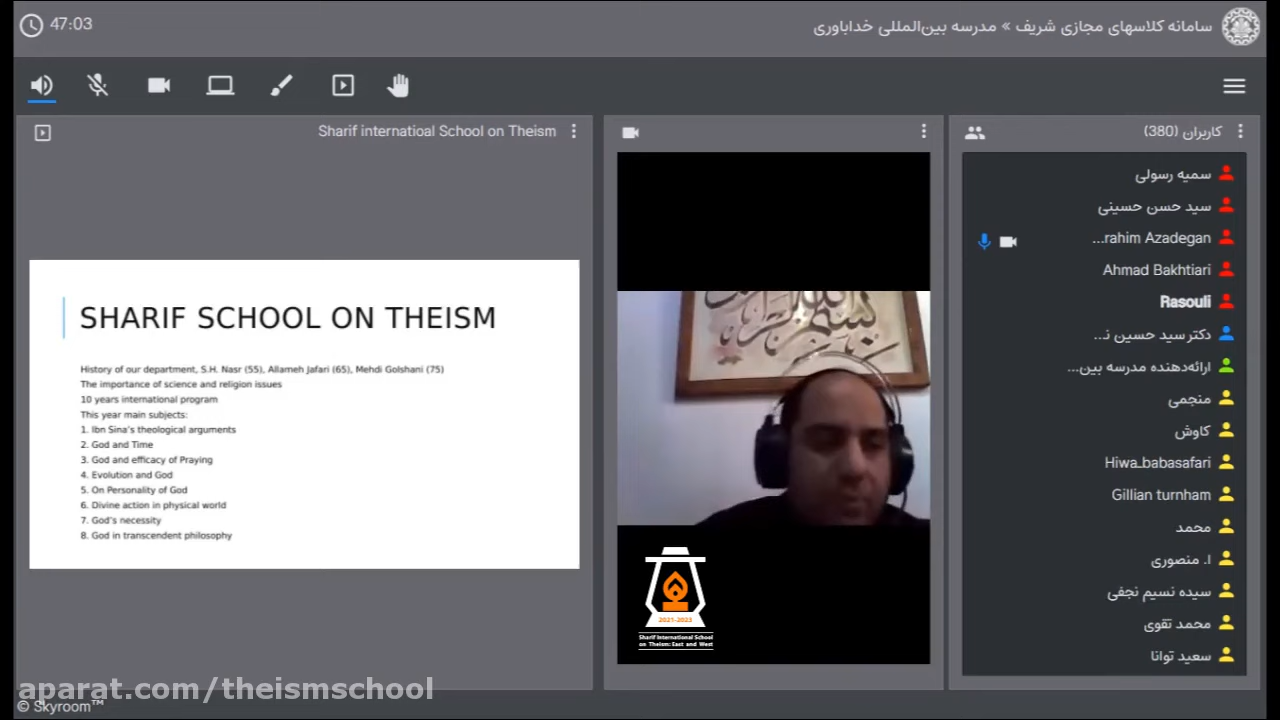 47:03
سامانه کلاسهای مجازی شریف » مدرسه بین‌المللی خداباوری
Sharif internatioal School on Theism
SHARIF SCHOOL ON THEISM
History of our department, S.H. Nasr (55), Allameh Jafari (65), Mehdi Golshani (75)
The importance of science and religion issues
10 years international program
This year main subjects:
1. Ibn Sina's theological arguments
2. God and Time
3. God and efficacy of Praying
4. Evolution and God
5. On Personality of God
6. Divine action in physical world
7. God's necessity
8. God in transcendent philosophy
2021-2023
Sharif International School
on Theism: East and West
کاربران (380)
سمیه رسولی
سید حسن حسینی
...rahim Azadegan
Ahmad Bakhtiari
Rasouli
دکتر سید حسین ن...
ارائه‌دهنده مدرسه بین...
منجمی
کاوش
Hiwa_babasafari
Gillian turnham
محمد
ا. منصوری
سیده نسیم نجفی
محمد تقوی
سعید توانا
aparat.com/theismschool
© Skyroom™